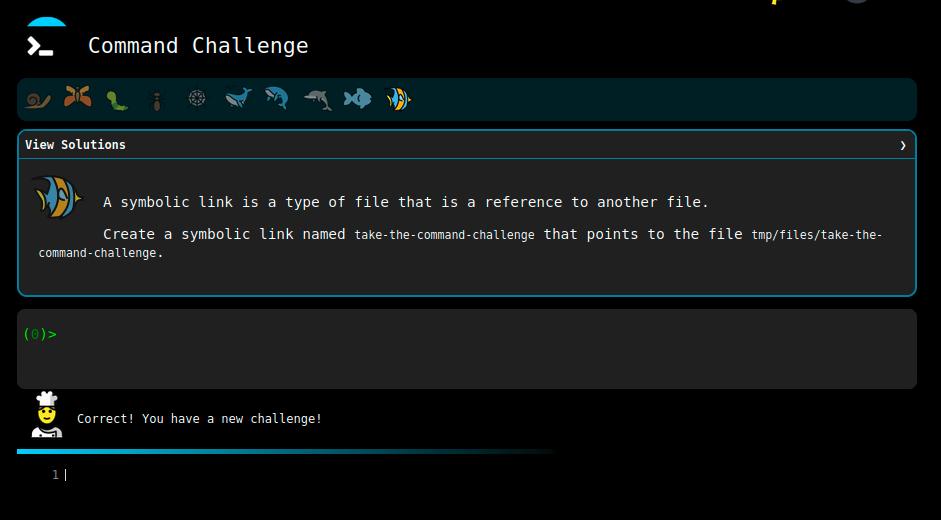 Command Challenge
View Solutions ❯
A symbolic link is a type of file that is a reference to another file.
Create a symbolic link named take-the-command-challenge that points to the file tmp/files/take-the-
command-challenge.
(0)>
Correct! You have a new challenge!
1